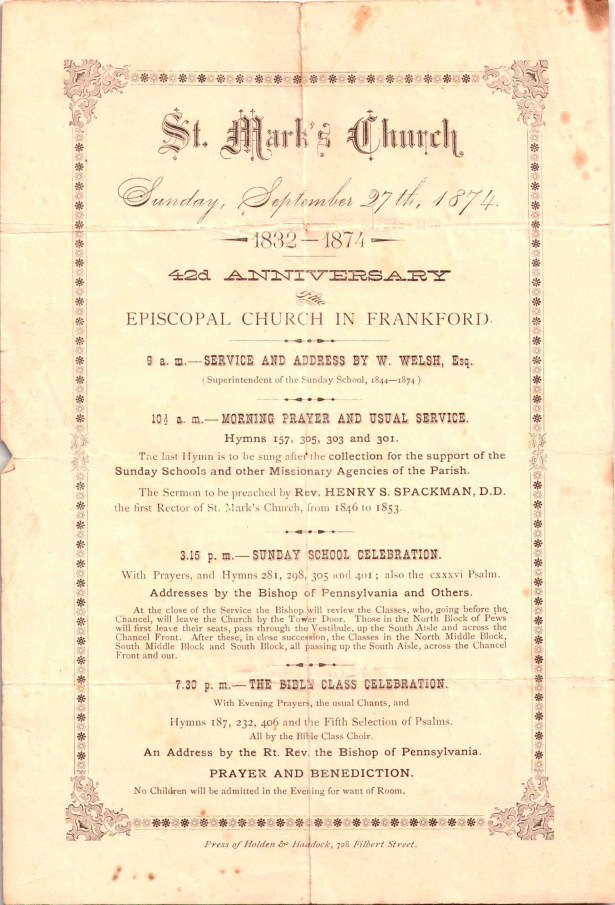 St. Mark's Church
Sunday, September 27th, 1874.
1832—1874
42d ANNIVERSARY
of the
EPISCOPAL CHURCH IN FRANKFORD.
9 a. m.—SERVICE AND ADDRESS BY W. WELSH, Esq.
(Superintendent of the Sunday School, 1844—1874)
10½ a. m.—MORNING PRAYER AND USUAL SERVICE.
Hymns 157, 305, 303 and 301.
The last Hymn is to be sung after the collection for the support of the
Sunday Schools and other Missionary Agencies of the Parish.
The Sermon to be preached by Rev. HENRY S. SPACKMAN, D.D.
the first Rector of St. Mark's Church, from 1846 to 1853.
3.15 p. m.—SUNDAY SCHOOL CELEBRATION.
With Prayers, and Hymns 281, 298, 305 and 401; also the cxxxvi Psalm.
Addresses by the Bishop of Pennsylvania and Others.
At the close of the Service the Bishop will review the Classes, who, going before the
Chancel, will leave the Church by the Tower Door. Those in the North Block of Pews
will first leave their seats, pass through the Vestibule, up the South Aisle and across the
Chancel Front. After these, in close succession, the Classes in the North Middle Block,
South Middle Block and South Block, all passing up the South Aisle, across the Chancel
Front and out.
7.30 p. m.—THE BIBLE CLASS CELEBRATION.
With Evening Prayers, the usual Chants, and
Hymns 187, 232, 406 and the Fifth Selection of Psalms.
All by the Bible Class Choir.
An Address by the Rt. Rev. the Bishop of Pennsylvania.
PRAYER AND BENEDICTION.
No Children will be admitted in the Evening for want of Room.
Press of Holden & Haddock, 708 Filbert Street.